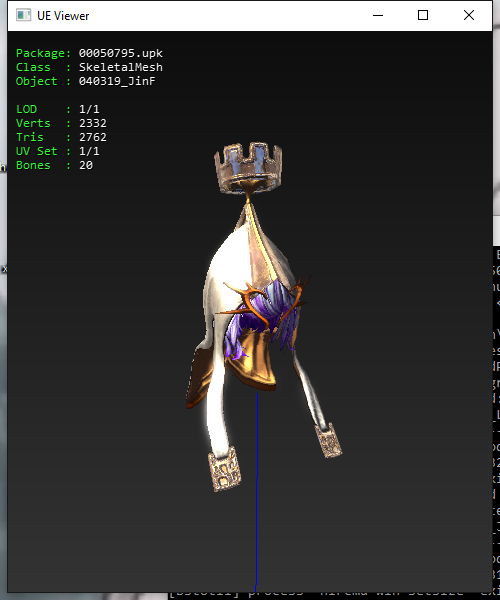 UE Viewer
Package: 00050795.upk
Class : SkeletalMesh
Object : 040319_JinF
LOD : 1/1
Verts : 2332
Tris : 2762
UV Set : 1/1
Bones : 20